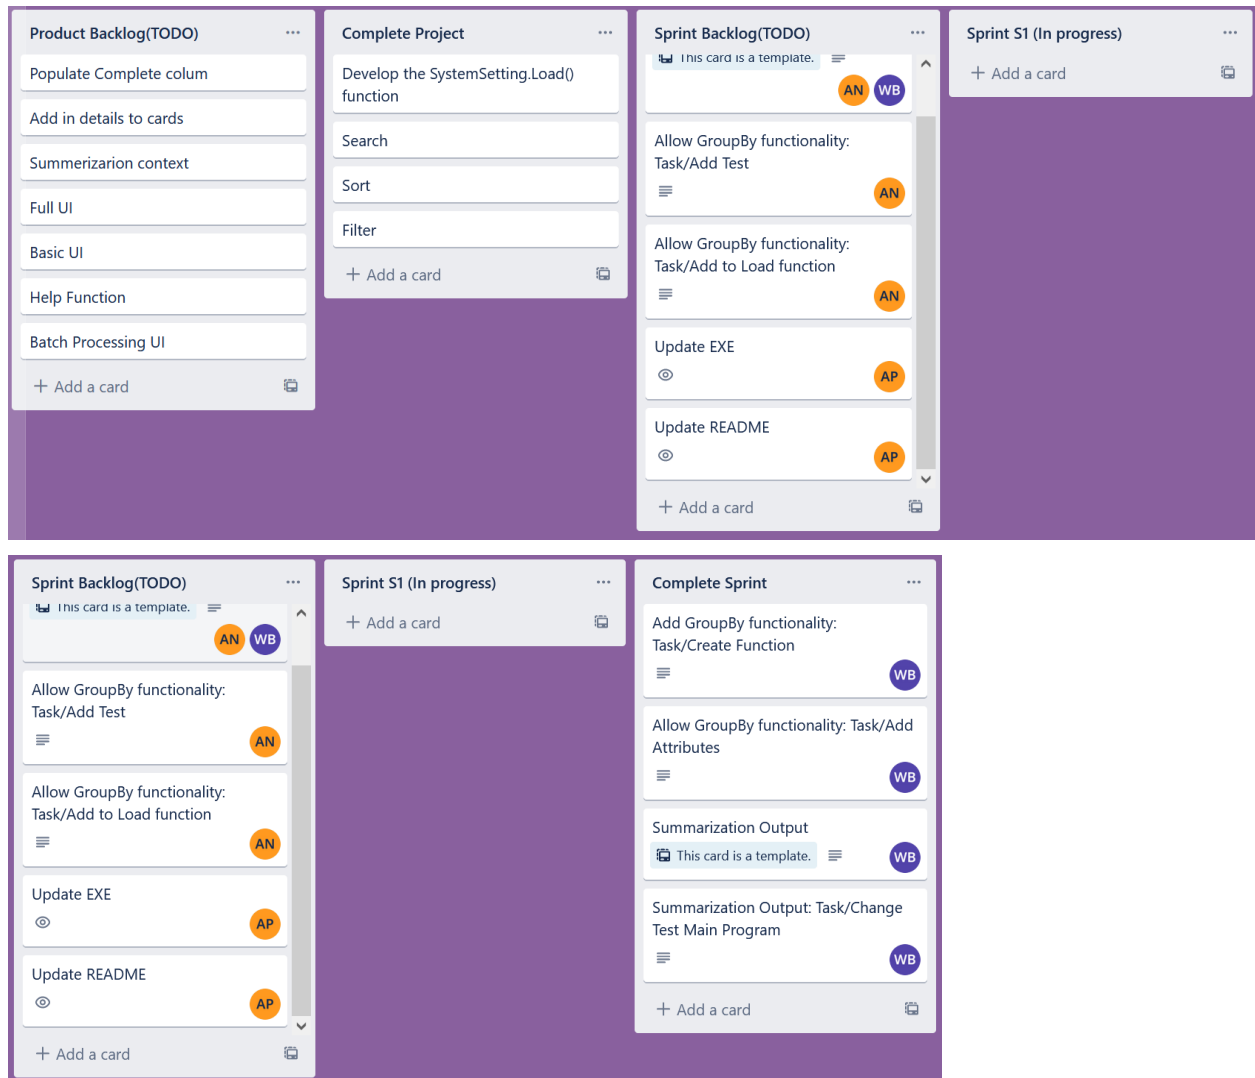 Product Backlog(TODO)
Populate Complete colum
Add in details to cards
Summerizarion context
Full UI
Basic UI
Help Function
Batch Processing UI
+ Add a card
Complete Project
Develop the SystemSetting.Load()
function
Search
Sort
Filter
+ Add a card
Sprint Backlog(TODO)
This card is a template.
AN WB
Allow GroupBy functionality:
Task/Add Test
AN
Allow GroupBy functionality:
Task/Add to Load function
AN
Update EXE
AP
Update README
AP
+ Add a card
Sprint S1 (In progress)
+ Add a card
Sprint Backlog(TODO)
This card is a template.
AN WB
Allow GroupBy functionality:
Task/Add Test
AN
Allow GroupBy functionality:
Task/Add to Load function
AN
Update EXE
AP
Update README
AP
+ Add a card
Sprint S1 (In progress)
+ Add a card
Complete Sprint
Add GroupBy functionality:
Task/Create Function
WB
Allow GroupBy functionality: Task/Add
Attributes
WB
Summarization Output
This card is a template.
WB
Summarization Output: Task/Change
Test Main Program
WB
+ Add a card